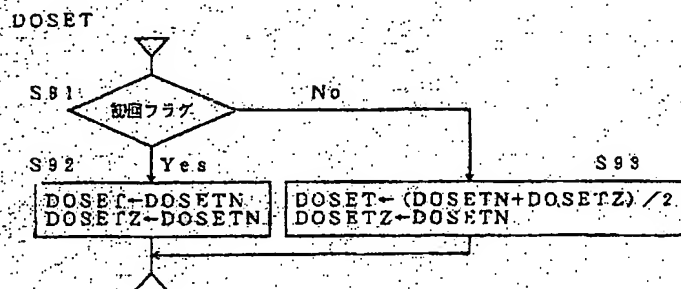 DOSET
S91
初回フラグ
No
S92
Yes
S93
DOSET←DOSETN
DOSETZ←DOSETN
DOSET←(DOSETN+DOSETZ)/2
DOSETZ←DOSETN